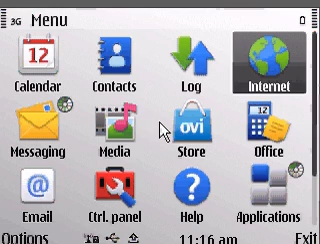 3G Menu
12
Calendar Contacts Log Internet
ovi
12
Messaging Media Store Office
@
?
Email Ctrl. panel Help Applications
Options 11:16 am Exit